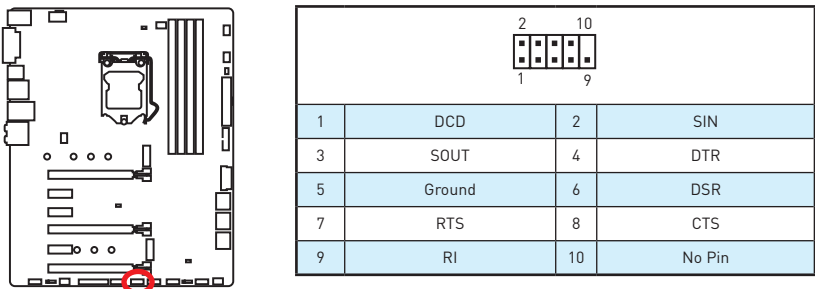 2 10
1 9
1 DCD 2 SIN
3 SOUT 4 DTR
5 Ground 6 DSR
7 RTS 8 CTS
9 RI 10 No Pin